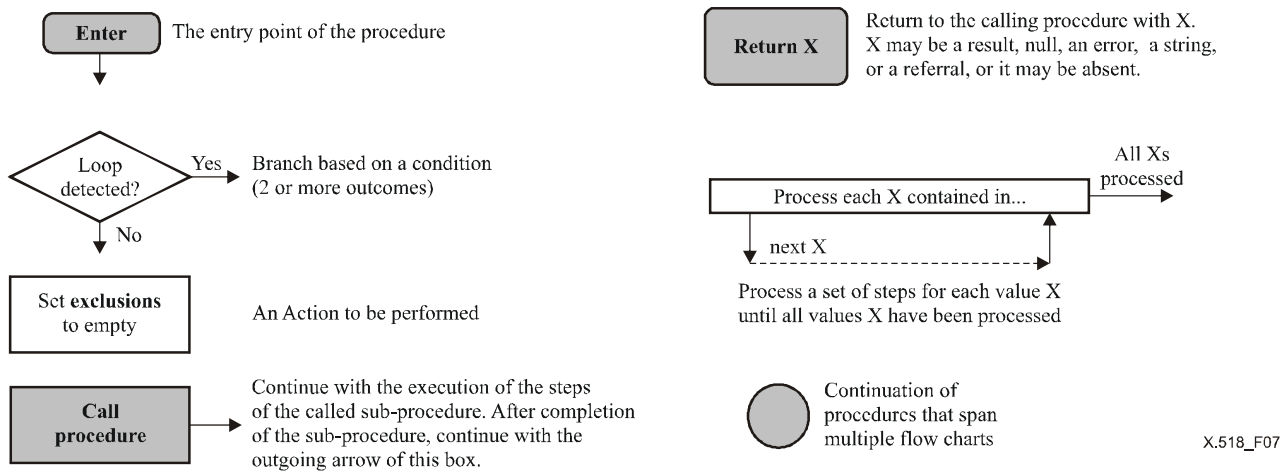 Enter
The entry point of the procedure
Loop
detected?
Yes
Branch based on a condition
(2 or more outcomes)
No
Set exclusions
to empty
An Action to be performed
Call
procedure
Continue with the execution of the steps
of the called sub-procedure. After completion
of the sub-procedure, continue with the
outgoing arrow of this box.
Return X
Return to the calling procedure with X.
X may be a result, null, an error, a string,
or a referral, or it may be absent.
All Xs
processed
Process each X contained in...
next X
Process a set of steps for each value X
until all values X have been processed
Continuation of
procedures that span
multiple flow charts
X.518_F07